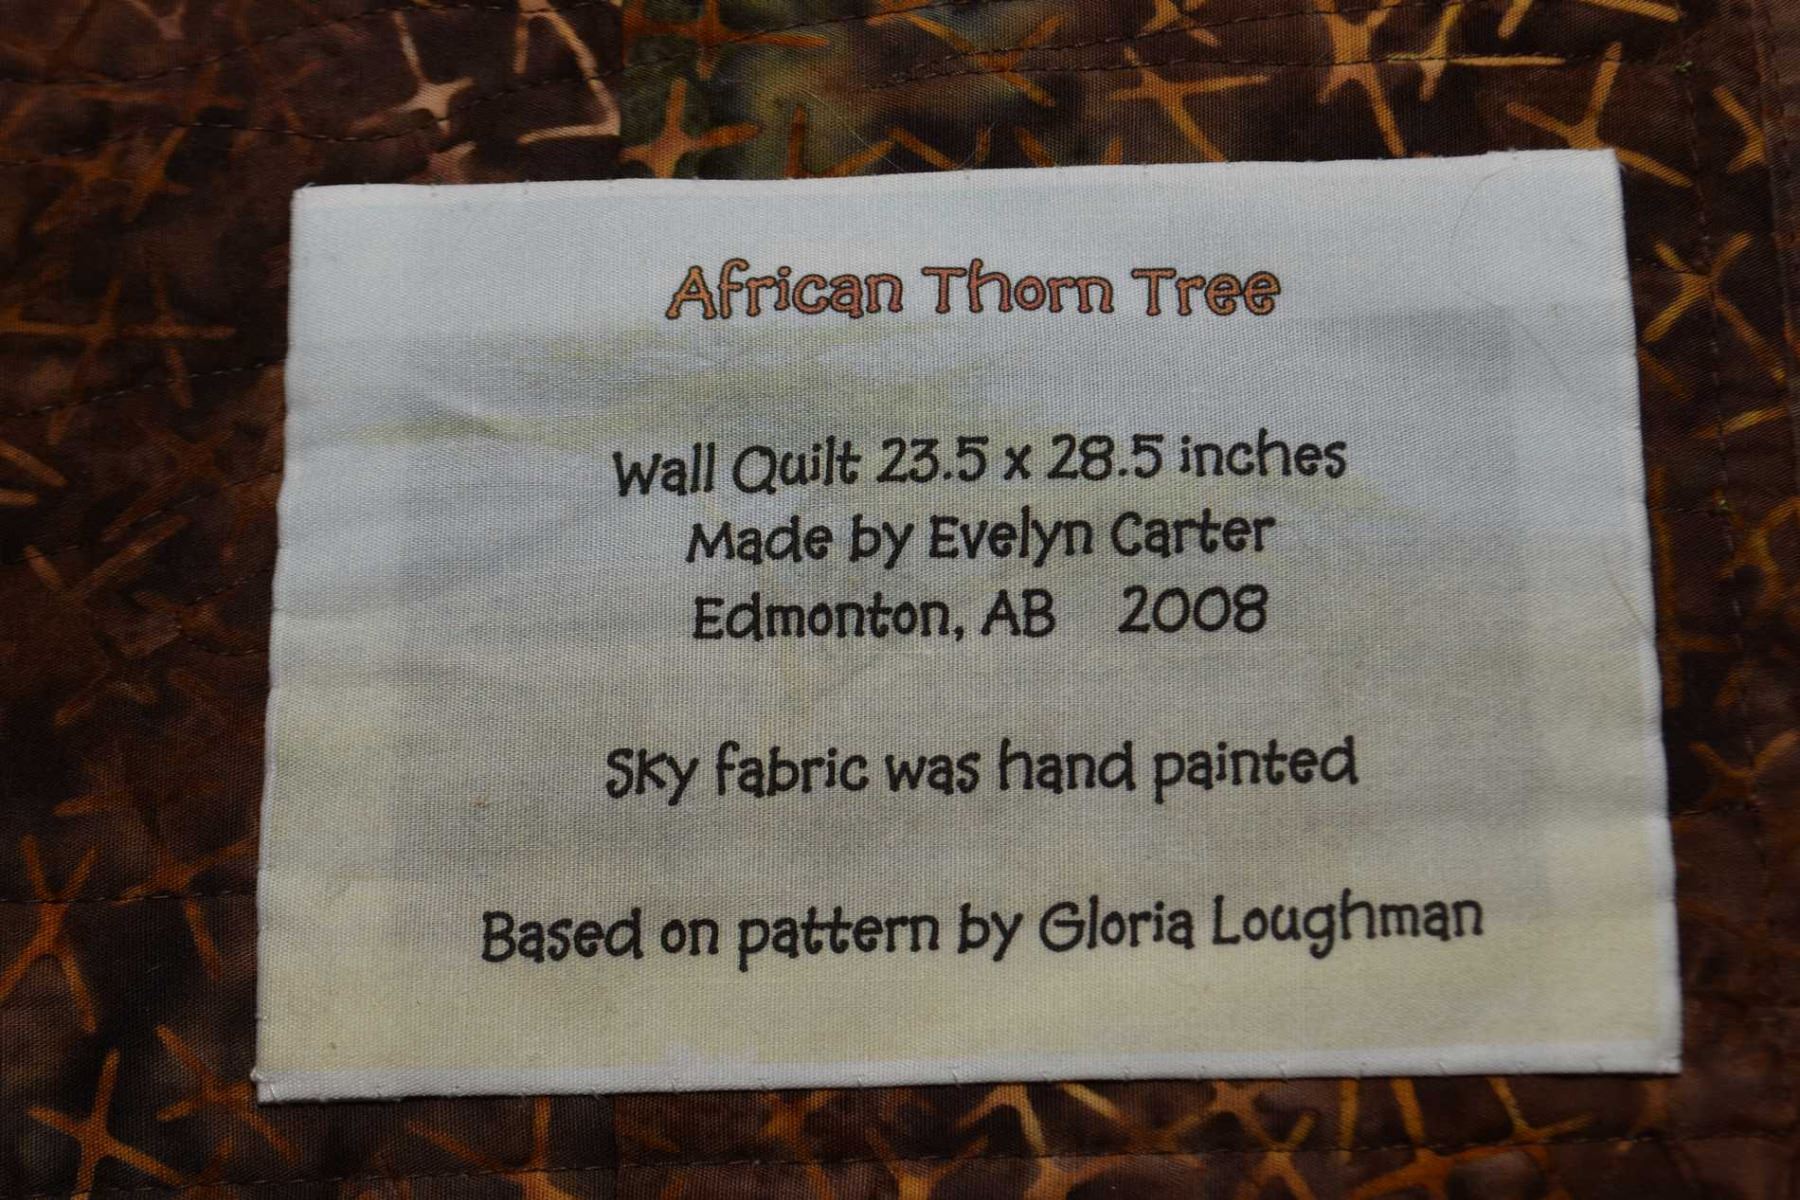 African Thorn Tree
Wall Quilt 23.5 x 28.5 inches
Made by Evelyn Carter
Edmonton, AB 2008
Sky fabric was hand painted
Based on pattern by Gloria Loughman